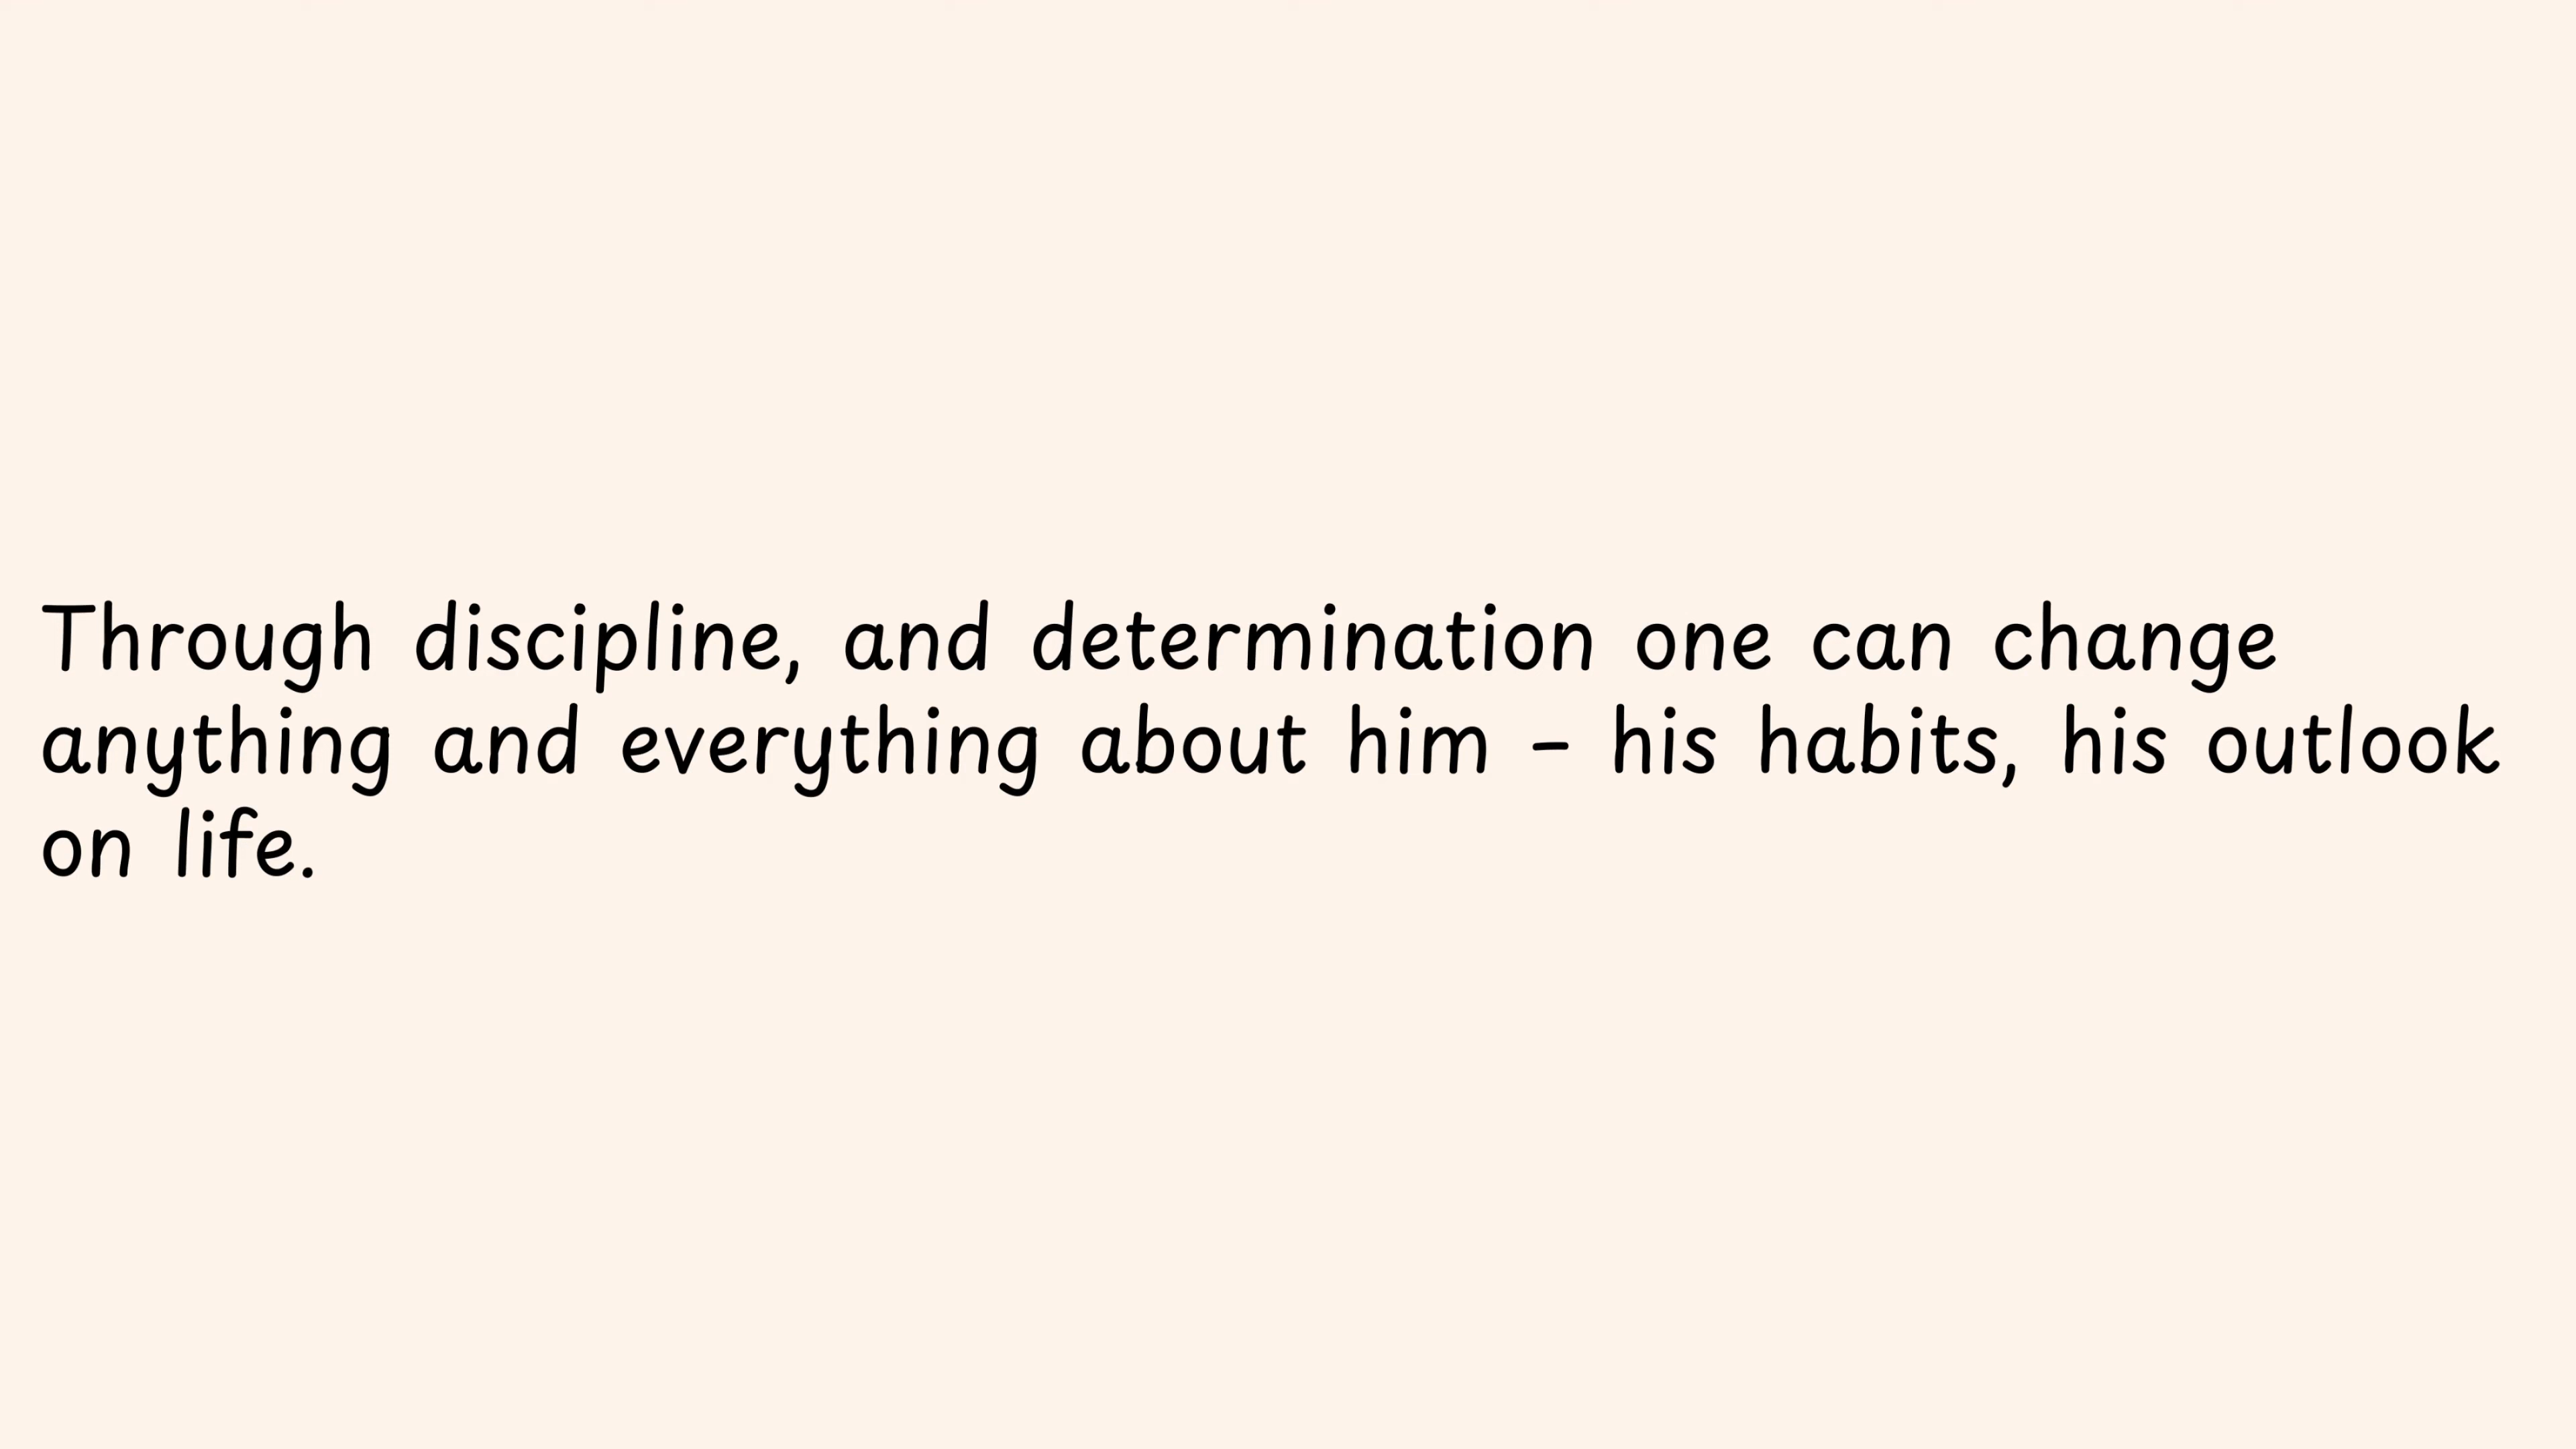 Through discipline, and determination one can change
anything and everything about him - his habits, his outlook
on life.